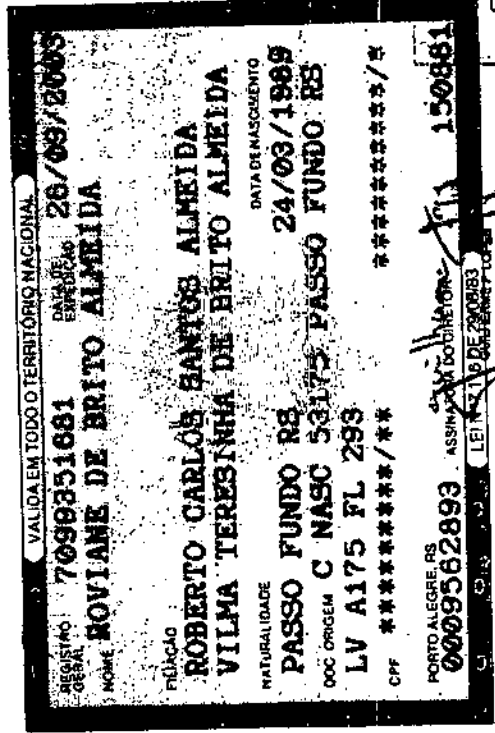 VALIDA EM TODO O TERRITÓRIO NACIONAL
REGISTRO GERAL 7099351681 DATA DE EXPEDIÇÃO 26/09/2003
NOME ROVIANE DE BRITO ALMEIDA
FILIAÇÃO
ROBERTO CARLOS SANTOS ALMEIDA
VILMA TERESINHA DE BRITO ALMEIDA
NATURALIDADE DATA DE NASCIMENTO
PASSO FUNDO RS 24/03/1989
DOC ORIGEM C NASC 53175 PASSO FUNDO RS
LV A175 FL 293
CPF *********/** *********/*
PORTO ALEGRE, RS
0009562893 ASSINATURA DO DIRETOR 150881
LEI Nº 7.116 DE 29/08/83